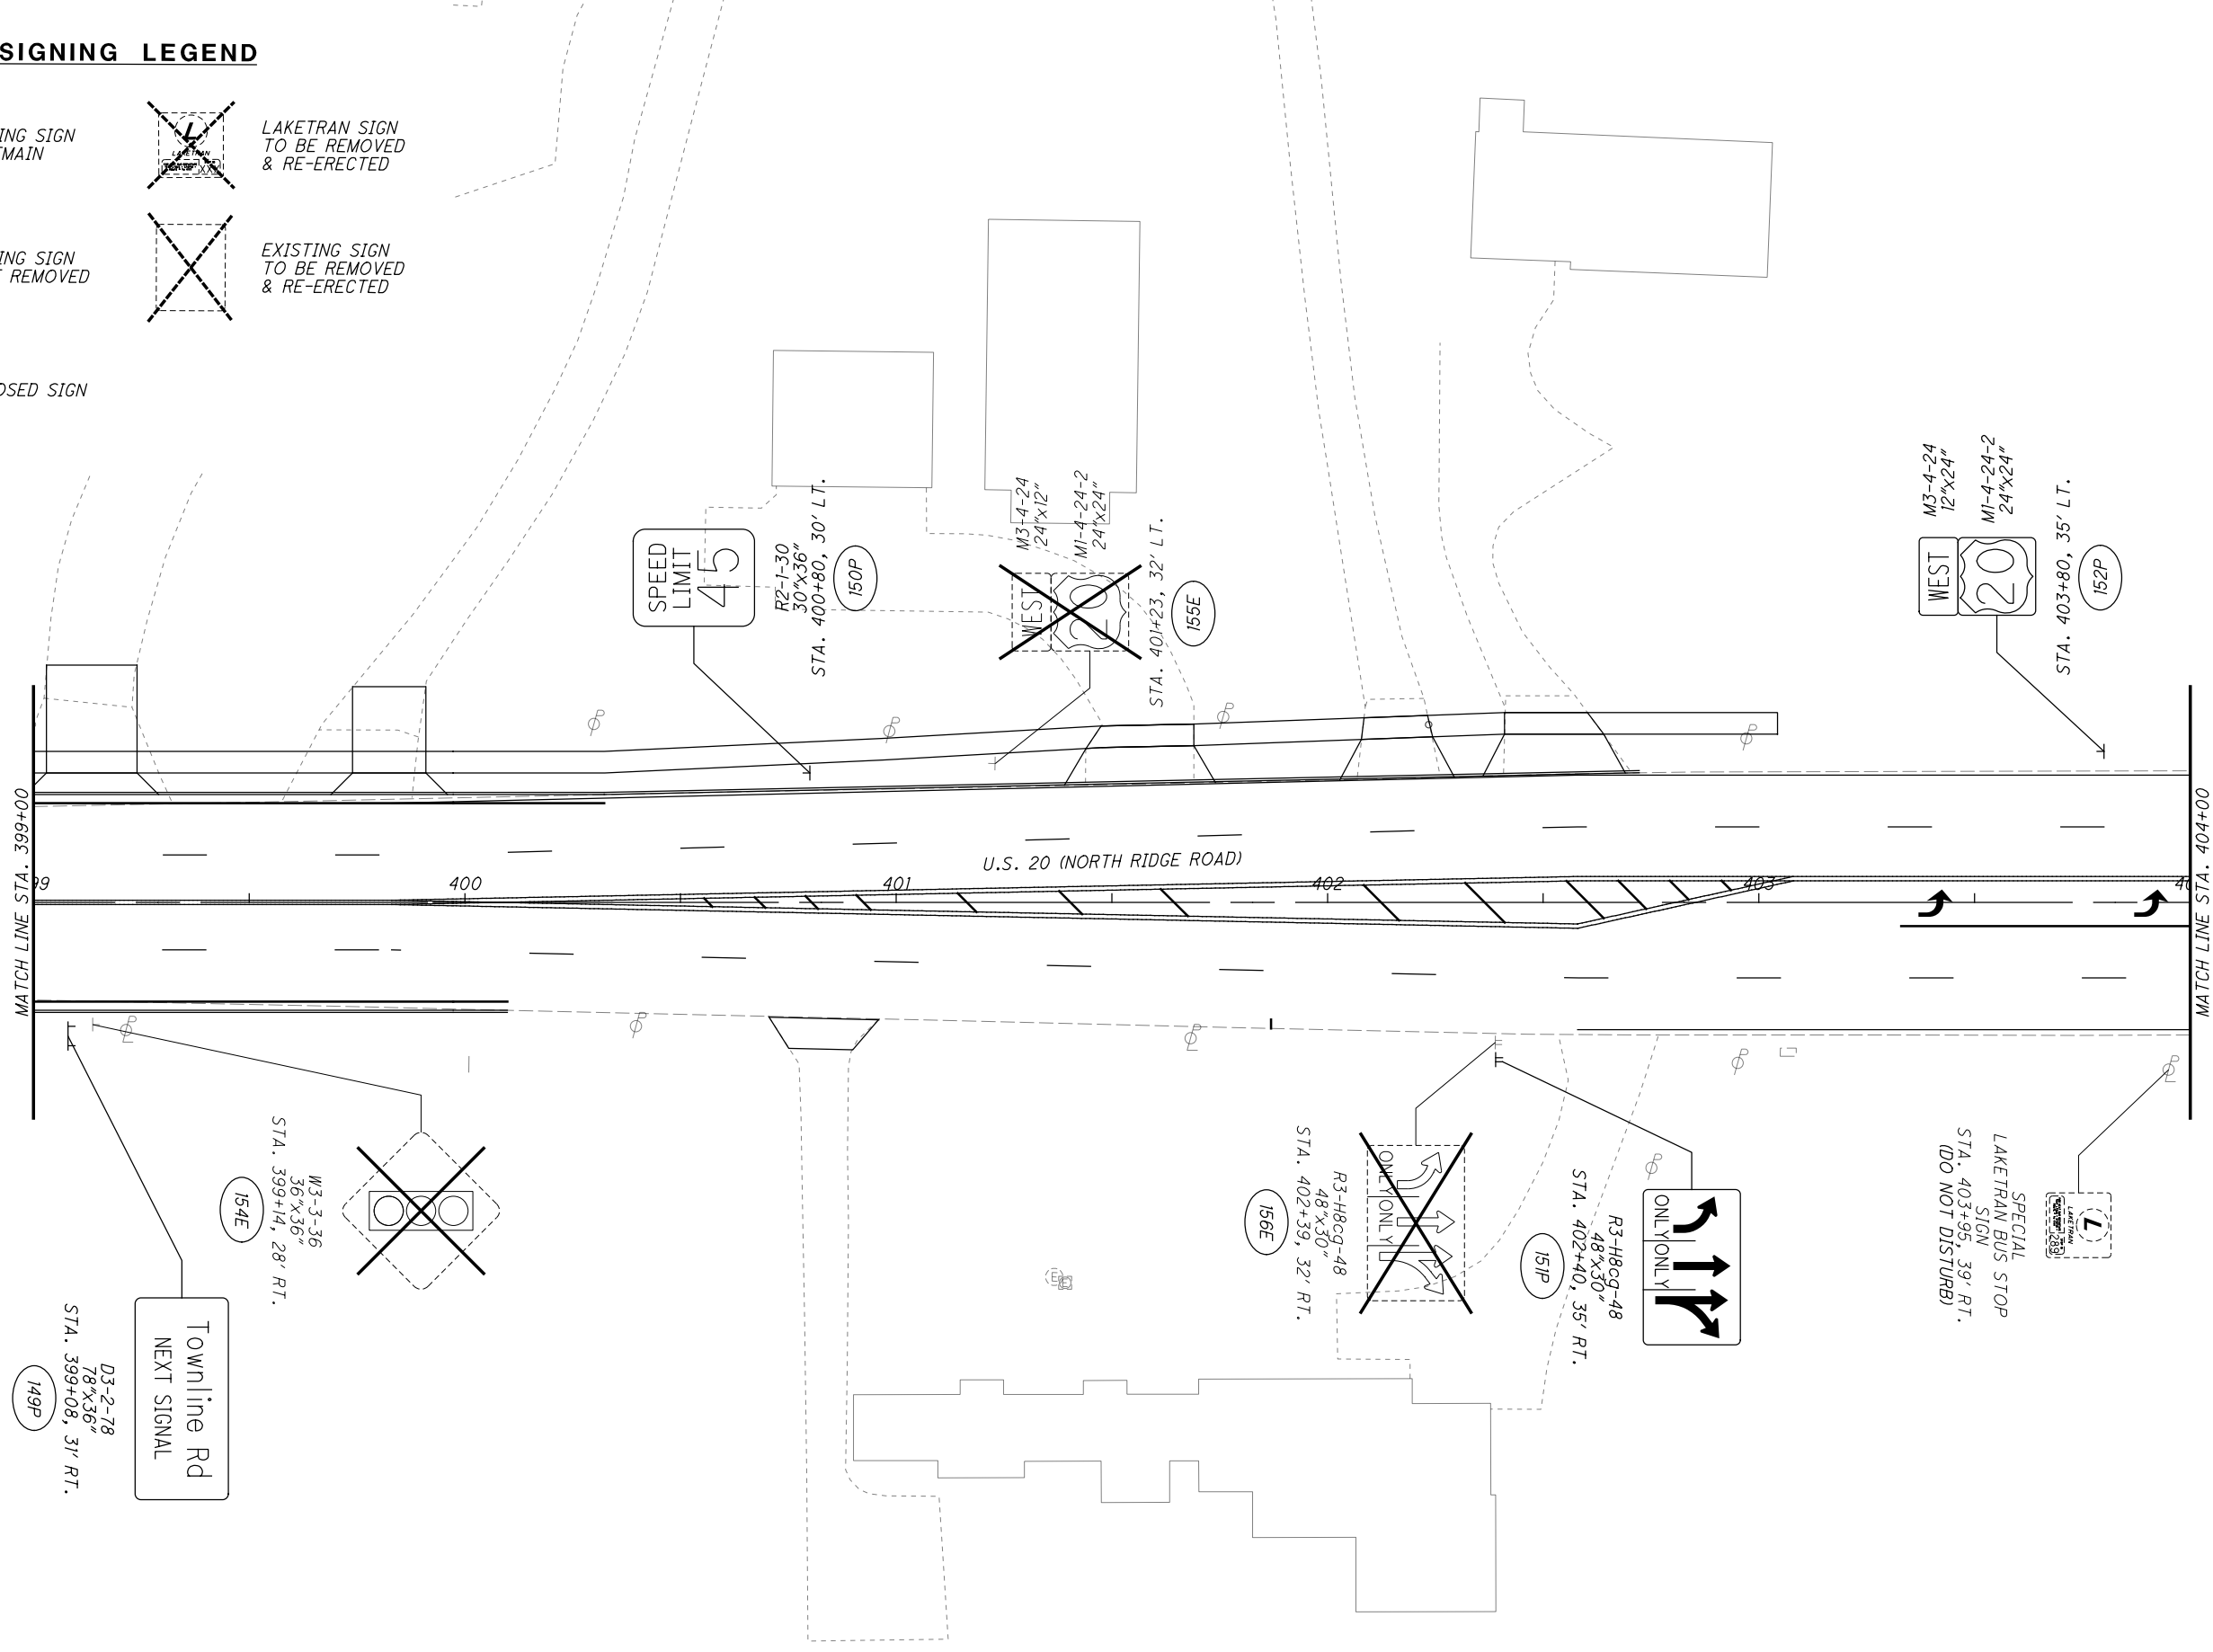 SIGNING LEGEND
ING SIGN
LAKETRAN SIGN
TO BE REMOVED
& RE-ERECTED
LAKETRAN
ING SIGN
REMOVED
EXISTING SIGN
TO BE REMOVED
& RE-ERECTED
OSED SIGN
SPEED
LIMIT
45
R2-1-30
30"x36"
STA. 400+80, 30' LT.
150P
M3-4-24
24"x12"
M1-4-24-2
24"x24"
WEST
20
STA. 401+23, 32' LT.
155E
M3-4-24
12"x24"
M1-4-24-2
24"x24"
WEST
20
STA. 403+80, 35' LT.
152P
MATCH LINE STA. 399+00
99
400
401
402
403
40
U.S. 20 (NORTH RIDGE ROAD)
MATCH LINE STA. 404+00
W3-3-36
36"x36"
STA. 399+14, 28' RT.
154E
Townline Rd
NEXT SIGNAL
D3-2-78
78"x36"
STA. 399+08, 31' RT.
149P
ONLY ONLY
R3-H8cg-48
48"x30"
STA. 402+39, 32' RT.
156E
ONLY ONLY
R3-H8cg-48
48"x30"
STA. 402+40, 35' RT.
151P
E
E
L
LAKETRAN
289
SPECIAL
LAKETRAN BUS STOP
SIGN
STA. 403+95, 39' RT.
(DO NOT DISTURB)